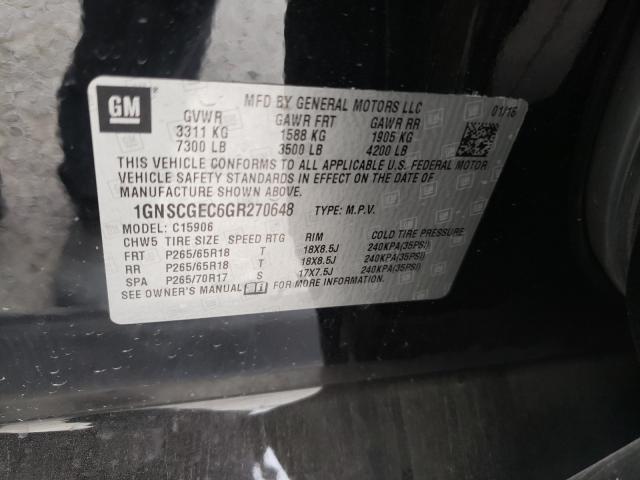 GM
MFD BY GENERAL MOTORS LLC 01/16
GVWR GAWR FRT GAWR RR
3311 KG 1588 KG 1905 KG
7300 LB 3500 LB 4200 LB
THIS VEHICLE CONFORMS TO ALL APPLICABLE U.S. FEDERAL MOTOR
VEHICLE SAFETY STANDARDS IN EFFECT ON THE DATE OF
MANUFACTURE SHOWN ABOVE.
1GNSCGEC6GR270648 TYPE: M.P.V.
MODEL: C15906
CHW5 TIRE SIZE SPEED RTG RIM COLD TIRE PRESSURE
FRT P265/65R18 T 18X8.5J 240KPA(35PSI)
RR P265/65R18 T 18X8.5J 240KPA(35PSI)
SPA P265/70R17 S 17X7.5J 240KPA(35PSI)
SEE OWNER'S MANUAL FOR MORE INFORMATION.